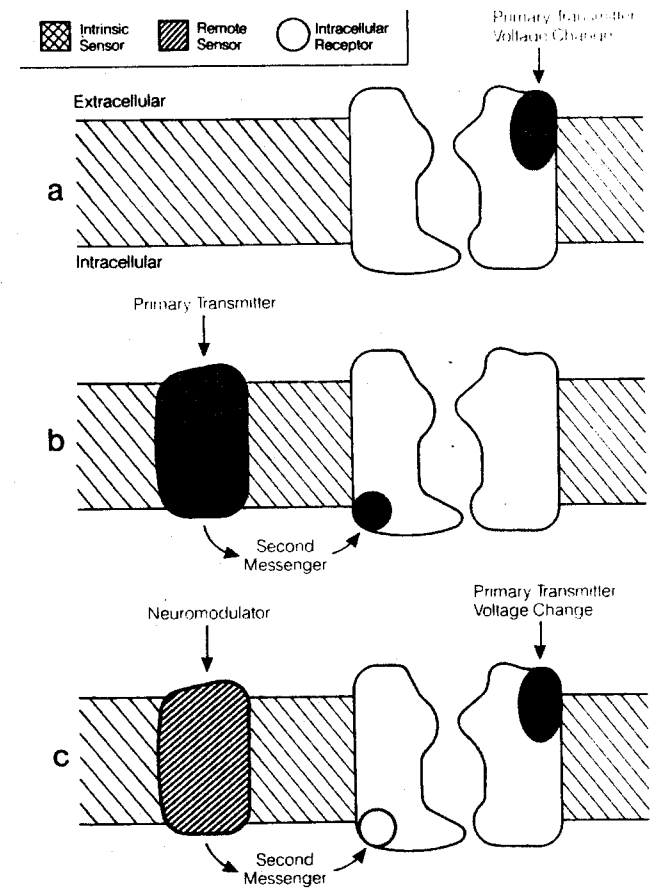 Intrinsic
Sensor
Remote
Sensor
Intracellular
Receptor
Primary Transmitter
Voltage Change
Extracellular
a
Intracellular
Primary Transmitter
b
Second
Messenger
Neuromodulator
Primary Transmitter
Voltage Change
c
Second
Messenger